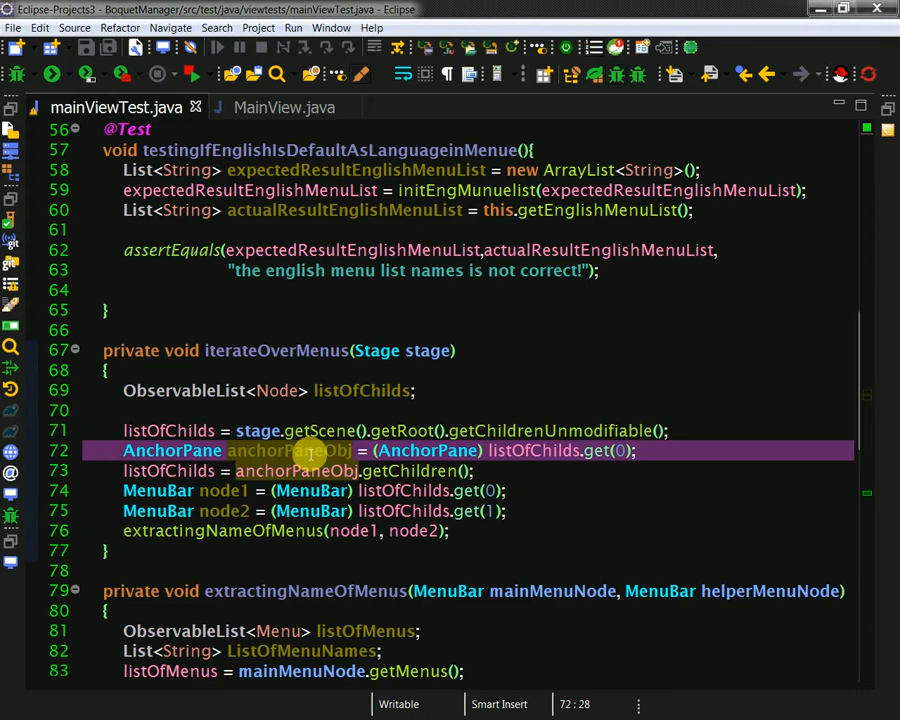 Eclipse-Projects3 - BoquetManager/src/test/java/viewtests/mainViewTest.java - Eclipse
File Edit Source Refactor Navigate Search Project Run Window Help
mainViewTest.java MainView.java
56 @Test
57 void testingIfEnglishIsDefaultAsLanguageinMenue(){
58 List<String> expectedResultEnglishMenuList = new ArrayList<String>();
59 expectedResultEnglishMenuList = initEngMunuelist(expectedResultEnglishMenuList);
60 List<String> actualResultEnglishMenuList = this.getEnglishMenuList();
61
62 assertEquals(expectedResultEnglishMenuList,actualResultEnglishMenuList,
63 "the english menu list names is not correct!");
64
65 }
66
67 private void iterateOverMenus(Stage stage)
68 {
69 ObservableList<Node> listOfChilds;
70
71 listOfChilds = stage.getScene().getRoot().getChildrenUnmodifiable();
72 AnchorPane anchorPaneObj = (AnchorPane) listOfChilds.get(0);
73 listOfChilds = anchorPaneObj.getChildren();
74 MenuBar node1 = (MenuBar) listOfChilds.get(0);
75 MenuBar node2 = (MenuBar) listOfChilds.get(1);
76 extractingNameOfMenus(node1, node2);
77 }
78
79 private void extractingNameOfMenus(MenuBar mainMenuNode, MenuBar helperMenuNode)
80 {
81 ObservableList<Menu> listOfMenus;
82 List<String> ListOfMenuNames;
83 listOfMenus = mainMenuNode.getMenus();
Writable Smart Insert 72 : 28